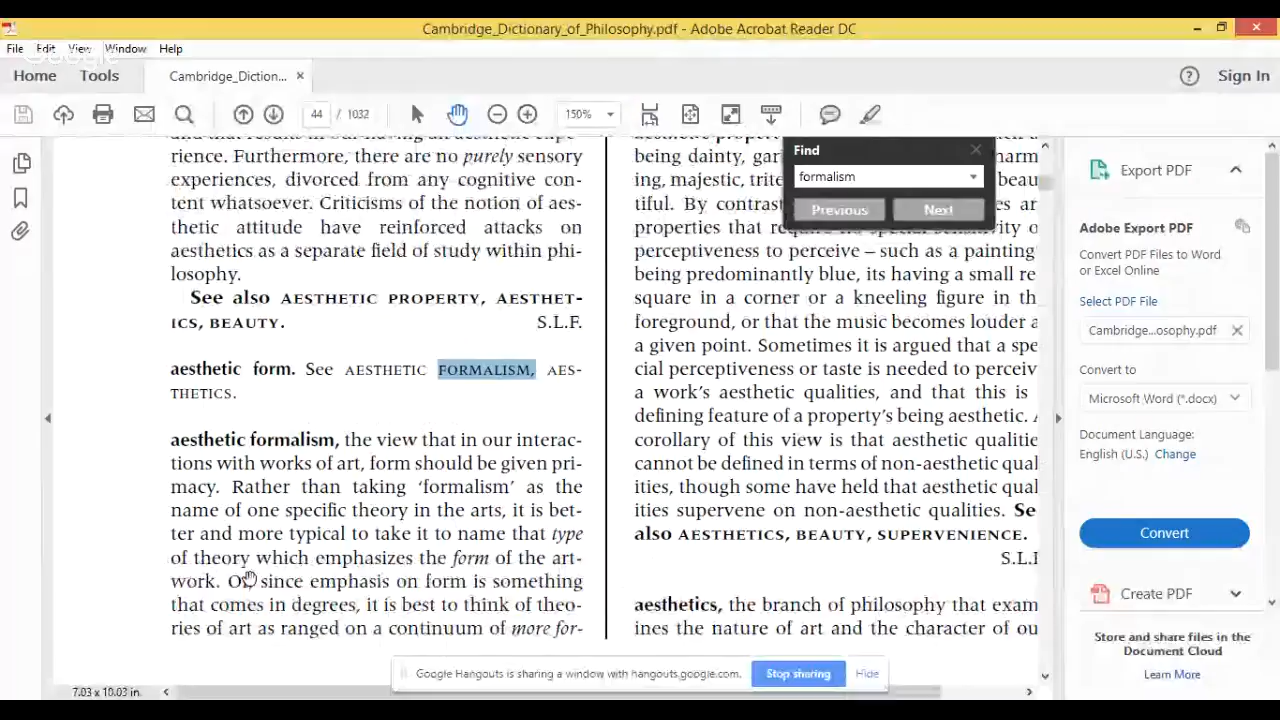 Cambridge_Dictionary_of_Philosophy.pdf - Adobe Acrobat Reader DC
File Edit View Window Help
Google
Home Tools Cambridge_Diction... × Sign In
44 / 1032 150%
and that results in our having an aesthetic expe-
rience. Furthermore, there are no purely sensory
experiences, divorced from any cognitive con-
tent whatsoever. Criticisms of the notion of aes-
thetic attitude have reinforced attacks on
aesthetics as a separate field of study within phi-
losophy.
See also AESTHETIC PROPERTY, AESTHET-
ICS, BEAUTY. S.L.F.
aesthetic form. See AESTHETIC FORMALISM, AES-
THETICS.
aesthetic formalism, the view that in our interac-
tions with works of art, form should be given pri-
macy. Rather than taking ‘formalism’ as the
name of one specific theory in the arts, it is bet-
ter and more typical to take it to name that type
of theory which emphasizes the form of the art-
work. since emphasis on form is something
that comes in degrees, it is best to think of theo-
ries of art as ranged on a continuum of more for-
being dainty, gar
ing, majestic, trite
tiful. By contras
properties that
perceptiveness to perceive – such as a painting'
being predominantly blue, its having a small re
square in a corner or a kneeling figure in th
foreground, or that the music becomes louder a
a given point. Sometimes it is argued that a spe
cial perceptiveness or taste is needed to perceiv
a work's aesthetic qualities, and that this is
defining feature of a property's being aesthetic. A
corollary of this view is that aesthetic qualitie
cannot be defined in terms of non-aesthetic qual
ities, though some have held that aesthetic qual
ities supervene on non-aesthetic qualities. Se
also AESTHETICS, BEAUTY, SUPERVENIENCE.
S.L.F
aesthetics, the branch of philosophy that exam
ines the nature of art and the character of ou
Find
formalism
Previous Next
Export PDF
Adobe Export PDF
Convert PDF Files to Word
or Excel Online
Select PDF File
Cambridge...osophy.pdf ×
Convert to
Microsoft Word (*.docx)
Document Language:
English (U.S.) Change
Convert
Create PDF
Store and share files in the
Document Cloud
Learn More
Google Hangouts is sharing a window with hangouts.google.com. Stop sharing Hide
7.03 x 10.03 in.